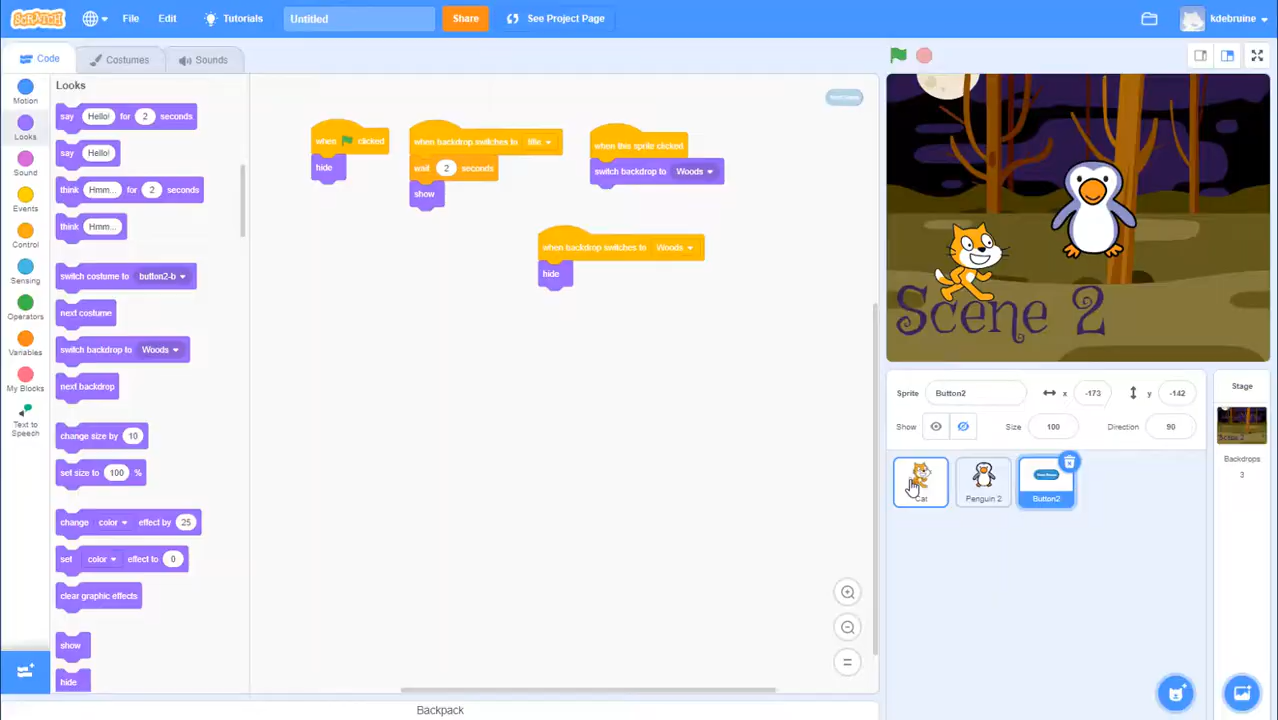 SCRATCH File Edit Tutorials Untitled Share See Project Page kdebruine
Code Costumes Sounds
Motion
Looks
Sound
Events
Control
Sensing
Operators
Variables
My Blocks
Text to
Speech
Looks
say Hello! for 2 seconds
say Hello!
think Hmm... for 2 seconds
think Hmm...
switch costume to button2-b
next costume
switch backdrop to Woods
next backdrop
change size by 10
set size to 100 %
change color effect by 25
set color effect to 0
clear graphic effects
show
hide
when clicked
hide
when backdrop switches to title
wait 2 seconds
show
when this sprite clicked
switch backdrop to Woods
when backdrop switches to Woods
hide
Backpack
Scene 2
Sprite Button2 x -173 y -142
Show Size 100 Direction 90
Cat
Penguin 2
Button2
Stage
Scene 2
Backdrops
3